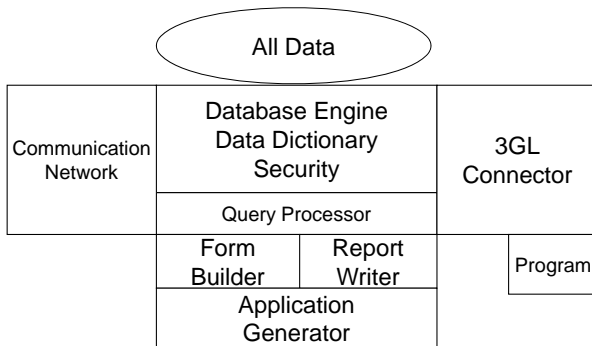 All Data
Communication
Network
Database Engine
Data Dictionary
Security
3GL
Connector
Query Processor
Form
Builder
Report
Writer
Program
Application
Generator